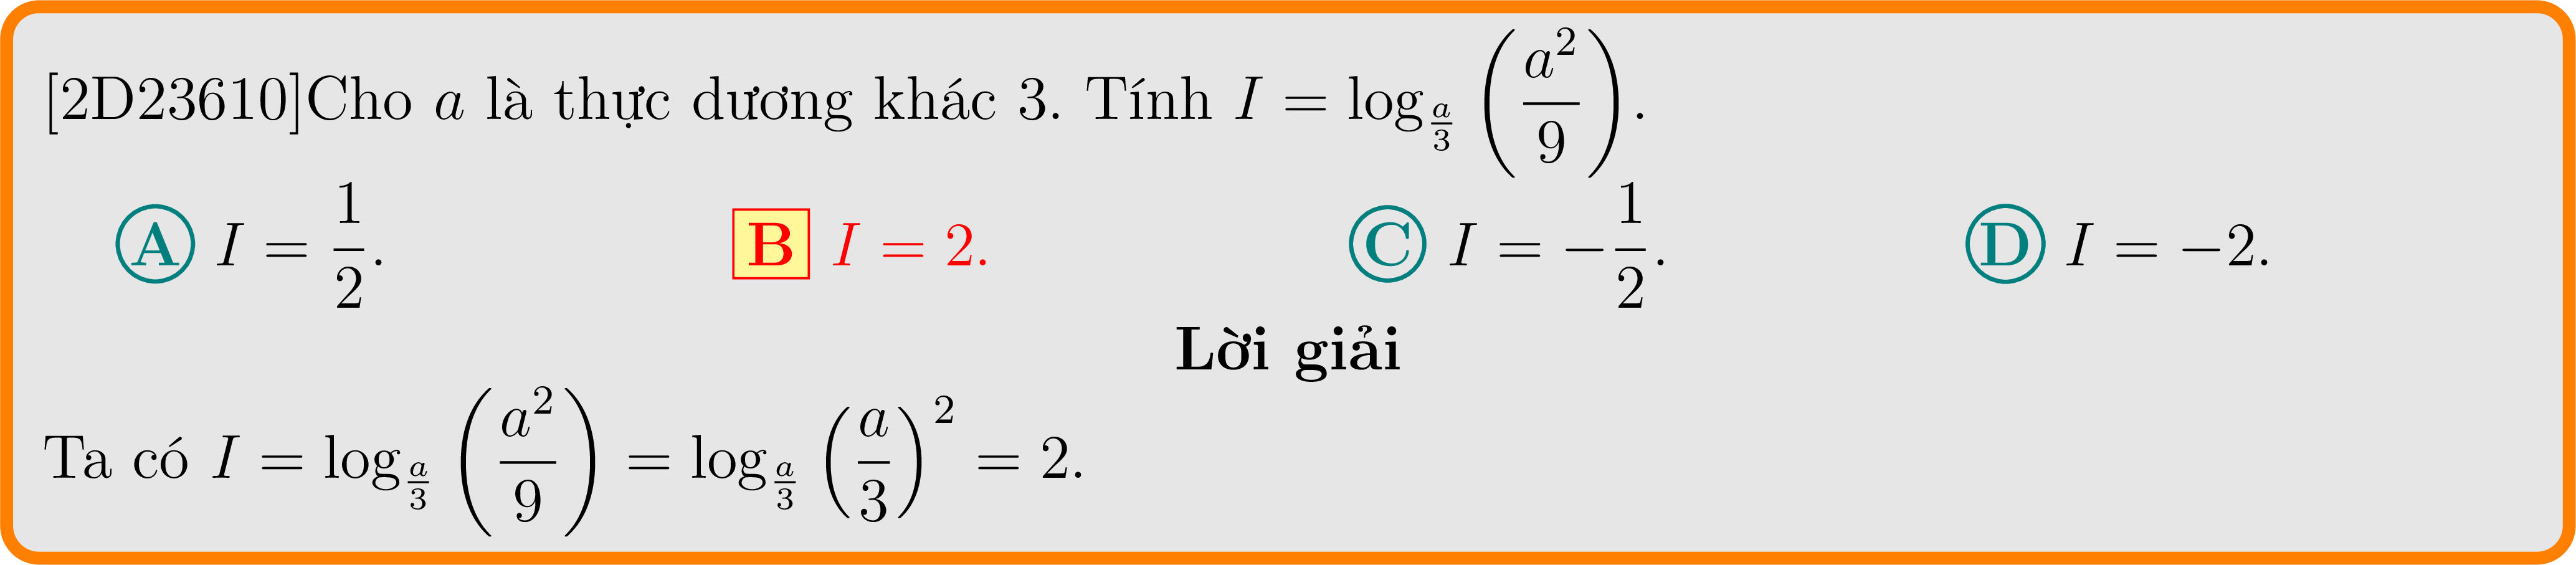 [2D23610]Cho a là thực dương khác 3. Tính $I = \log_{\frac{a}{3}} \left(\frac{a^2}{9}\right)$.
A $I = \frac{1}{2}$. B $I = 2$. C $I = -\frac{1}{2}$. D $I = -2$.
Lời giải
Ta có $I = \log_{\frac{a}{3}} \left(\frac{a^2}{9}\right) = \log_{\frac{a}{3}} \left(\frac{a}{3}\right)^2 = 2$.